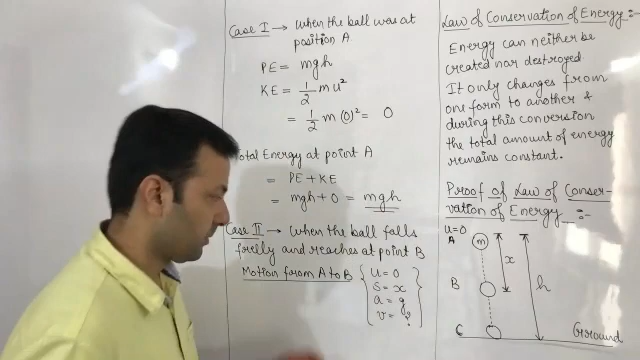 Case I → when the ball was at
position A.
PE = mgh
KE = 1/2 m u²
= 1/2 m (0)² = 0
Total Energy at point A
= PE + KE
= mgh + 0 = mgh
Case II → when the ball falls
freely and reaches at point B
Motion from A to B { u = 0
s = x
a = g
v = ? }
Law of Conservation of Energy :-
Energy can neither be
created nor destroyed.
It only changes from
one form to another &
during this conversion
the total amount of energy
remains constant.
Proof of Law of Conser-
vation of Energy :-
u=0
A m
x
B h
C Ground